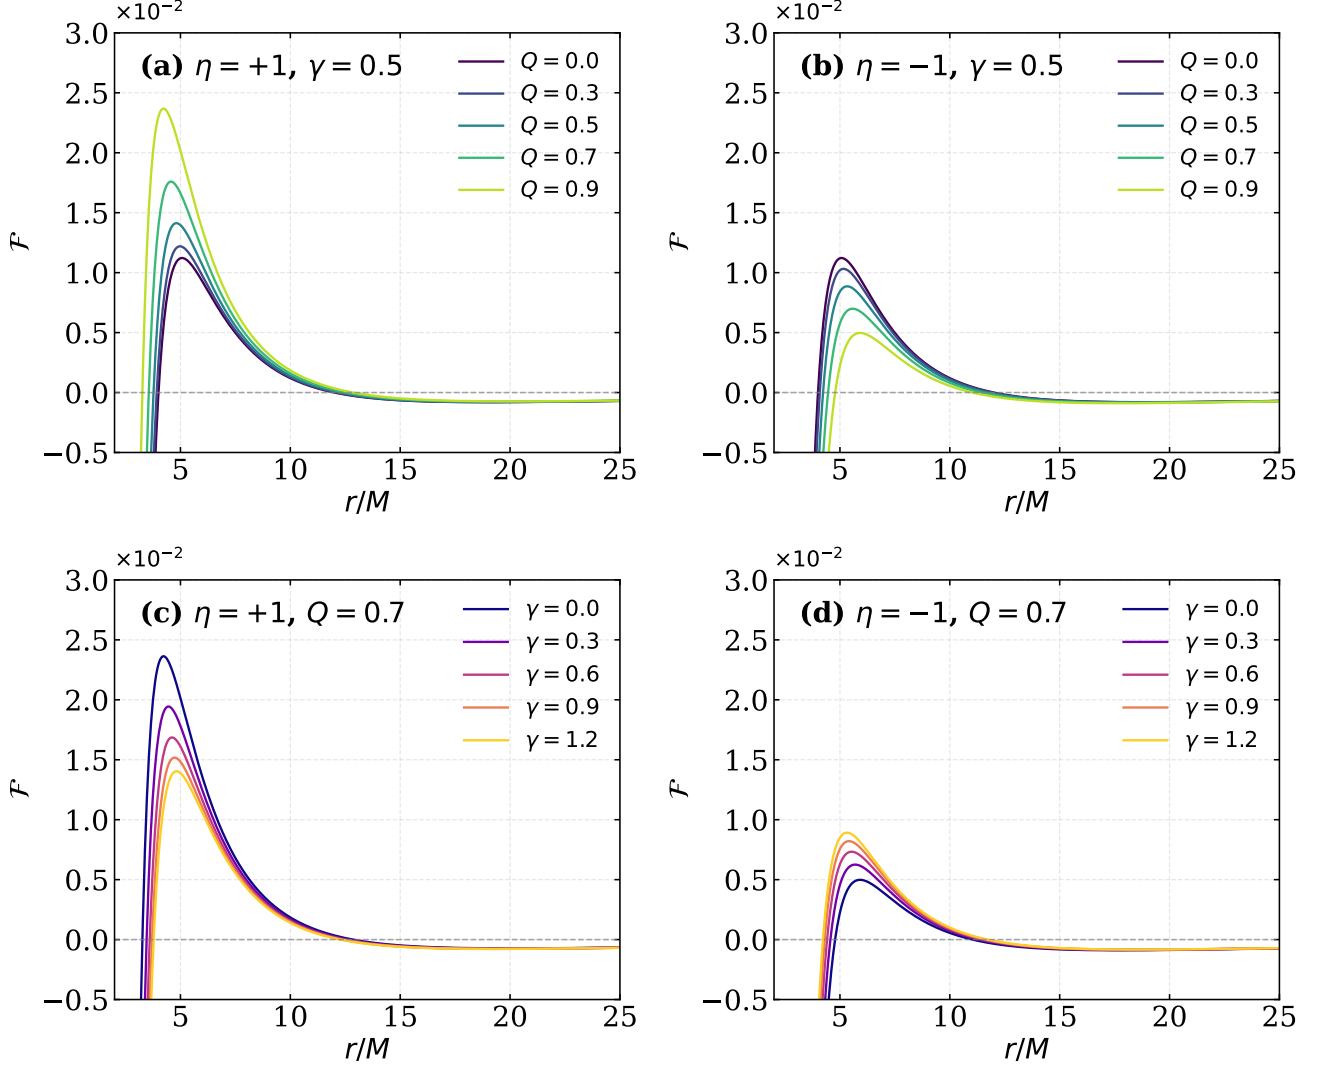 ×10⁻²
(a) η = +1, γ = 0.5
Q = 0.0
Q = 0.3
Q = 0.5
Q = 0.7
Q = 0.9
3.0
2.5
2.0
1.5
1.0
0.5
0.0
−0.5
ℱ
5 10 15 20 25
r/M
×10⁻²
(b) η = −1, γ = 0.5
Q = 0.0
Q = 0.3
Q = 0.5
Q = 0.7
Q = 0.9
3.0
2.5
2.0
1.5
1.0
0.5
0.0
−0.5
ℱ
5 10 15 20 25
r/M
×10⁻²
(c) η = +1, Q = 0.7
γ = 0.0
γ = 0.3
γ = 0.6
γ = 0.9
γ = 1.2
3.0
2.5
2.0
1.5
1.0
0.5
0.0
−0.5
ℱ
5 10 15 20 25
r/M
×10⁻²
(d) η = −1, Q = 0.7
γ = 0.0
γ = 0.3
γ = 0.6
γ = 0.9
γ = 1.2
3.0
2.5
2.0
1.5
1.0
0.5
0.0
−0.5
ℱ
5 10 15 20 25
r/M